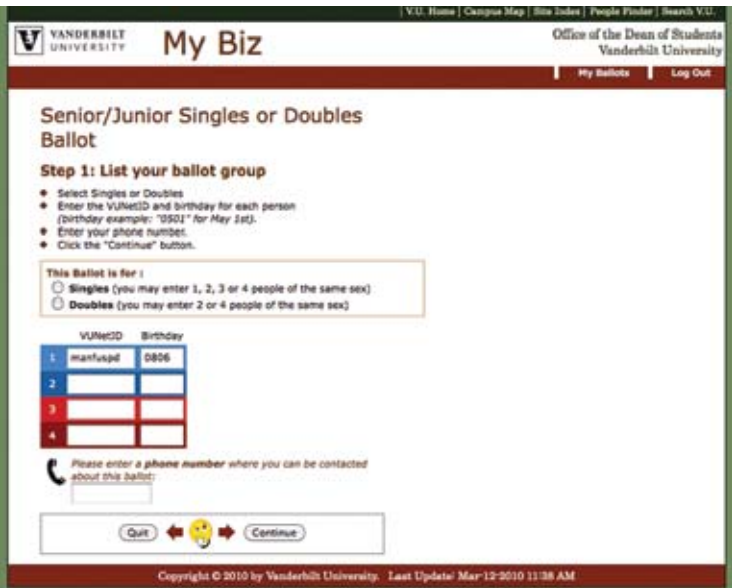 V.U. Home | Campus Map | Site Index | People Finder | Search V.U.
VANDERBILT
UNIVERSITY
My Biz
Office of the Dean of Students
Vanderbilt University
My Ballots
Log Out
Senior/Junior Singles or Doubles
Ballot
Step 1: List your ballot group
Select Singles or Doubles
Enter the VUNetID and birthday for each person
(birthday example: "0501" for May 1st).
Enter your phone number.
Click the "Continue" button.
This Ballot is for :
Singles (you may enter 1, 2, 3 or 4 people of the same sex)
Doubles (you may enter 2 or 4 people of the same sex)
VUNetID Birthday
1 manfuspd 0806
2
3
4
Please enter a phone number where you can be contacted
about this ballot:
Quit Continue
Copyright © 2010 by Vanderbilt University. Last Update: Mar-12-2010 11:38 AM